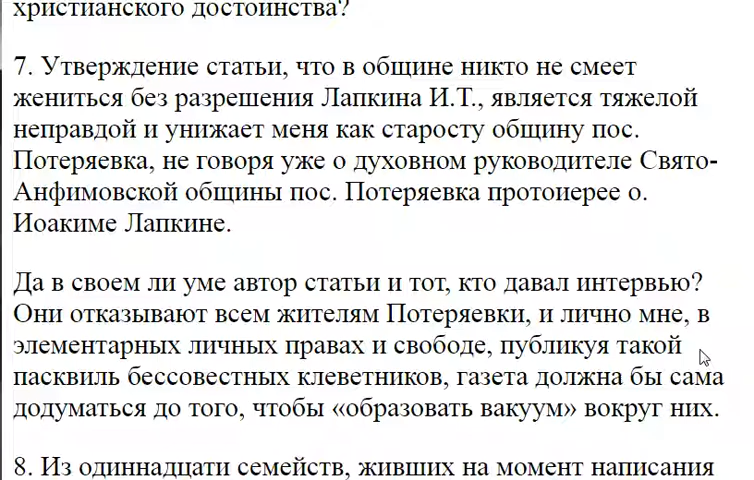 христианского достоинства?
7. Утверждение статьи, что в общине никто не смеет
жениться без разрешения Лапкина И.Т., является тяжелой
неправдой и унижает меня как старосту общину пос.
Потеряевка, не говоря уже о духовном руководителе Свято-
Анфимовской общины пос. Потеряевка протоиерее о.
Иоакиме Лапкине.
Да в своем ли уме автор статьи и тот, кто давал интервью?
Они отказывают всем жителям Потеряевки, и лично мне, в
элементарных личных правах и свободе, публикуя такой
пасквиль бессовестных клеветников, газета должна бы сама
додуматься до того, чтобы «образовать вакуум» вокруг них.
8. Из одиннадцати семейств, живших на момент написания